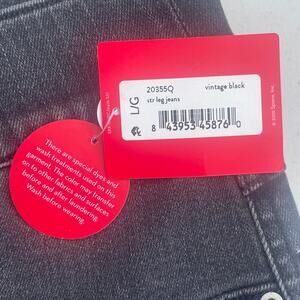 20355Q
vintage black
L/G
str leg jeans
8 43953 45876 0
There are special dyes and
wash treatments used on this
garment. The color may transfer
on to other fabrics and surfaces
before and after laundering.
Wash before wearing.